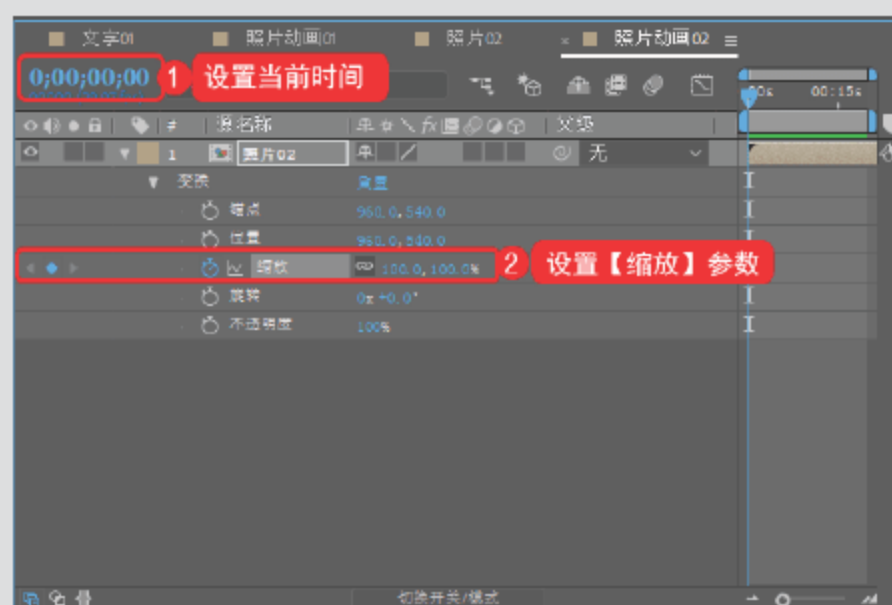 文字01 照片动画01 照片02 × 照片动画02
0;00;00;00 1 设置当前时间
00s 00:15s
# 源名称 父级
1 照片02 无
变换 重置
锚点 960.0,540.0
位置 960.0,540.0
缩放 100.0,100.0% 2 设置【缩放】参数
旋转 0x+0.0°
不透明度 100%
切换开关/模式